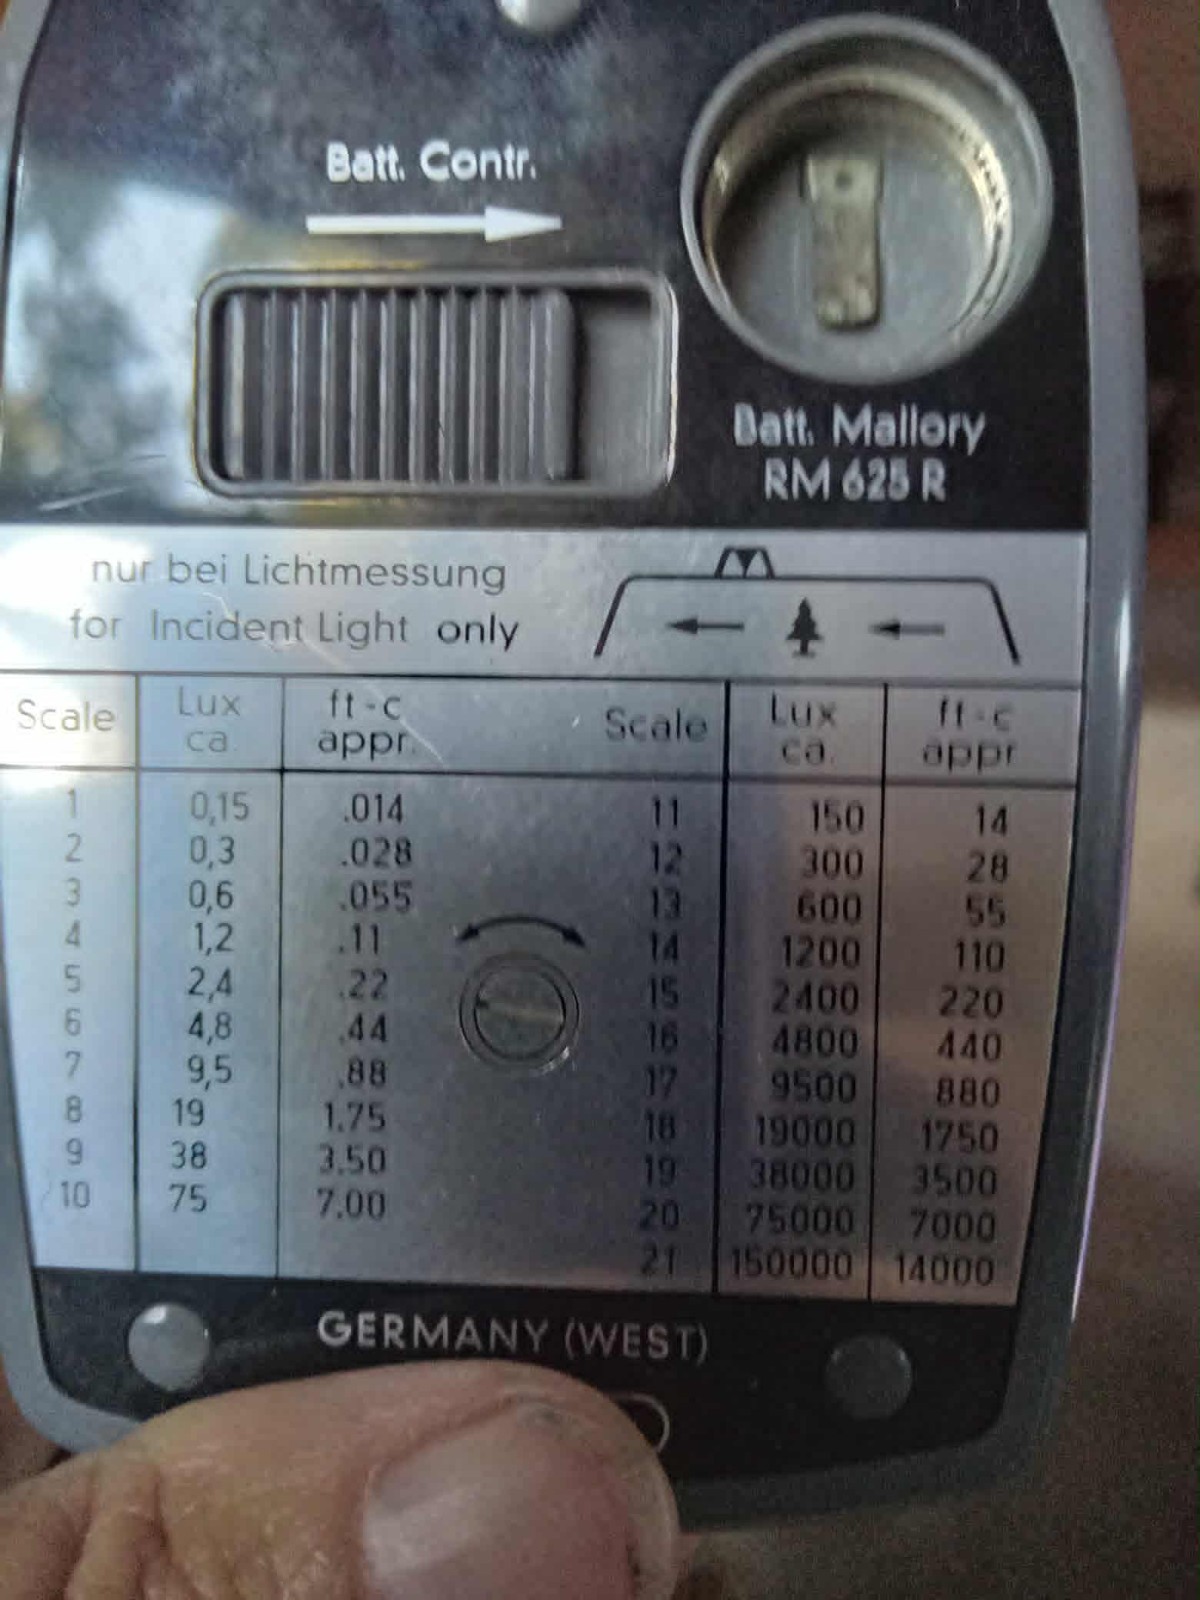 Batt. Contr.
Batt. Mallory
RM 625 R
nur bei Lichtmessung
for Incident Light only
Scale Lux ca. ft-c appr. Scale Lux ca. ft-c appr
1 0,15 .014 11 150 14
2 0,3 .028 12 300 28
3 0,6 .055 13 600 55
4 1,2 .11 14 1200 110
5 2,4 .22 15 2400 220
6 4,8 .44 16 4800 440
7 9,5 .88 17 9500 880
8 19 1.75 18 19000 1750
9 38 3.50 19 38000 3500
10 75 7.00 20 75000 7000
21 150000 14000
GERMANY (WEST)